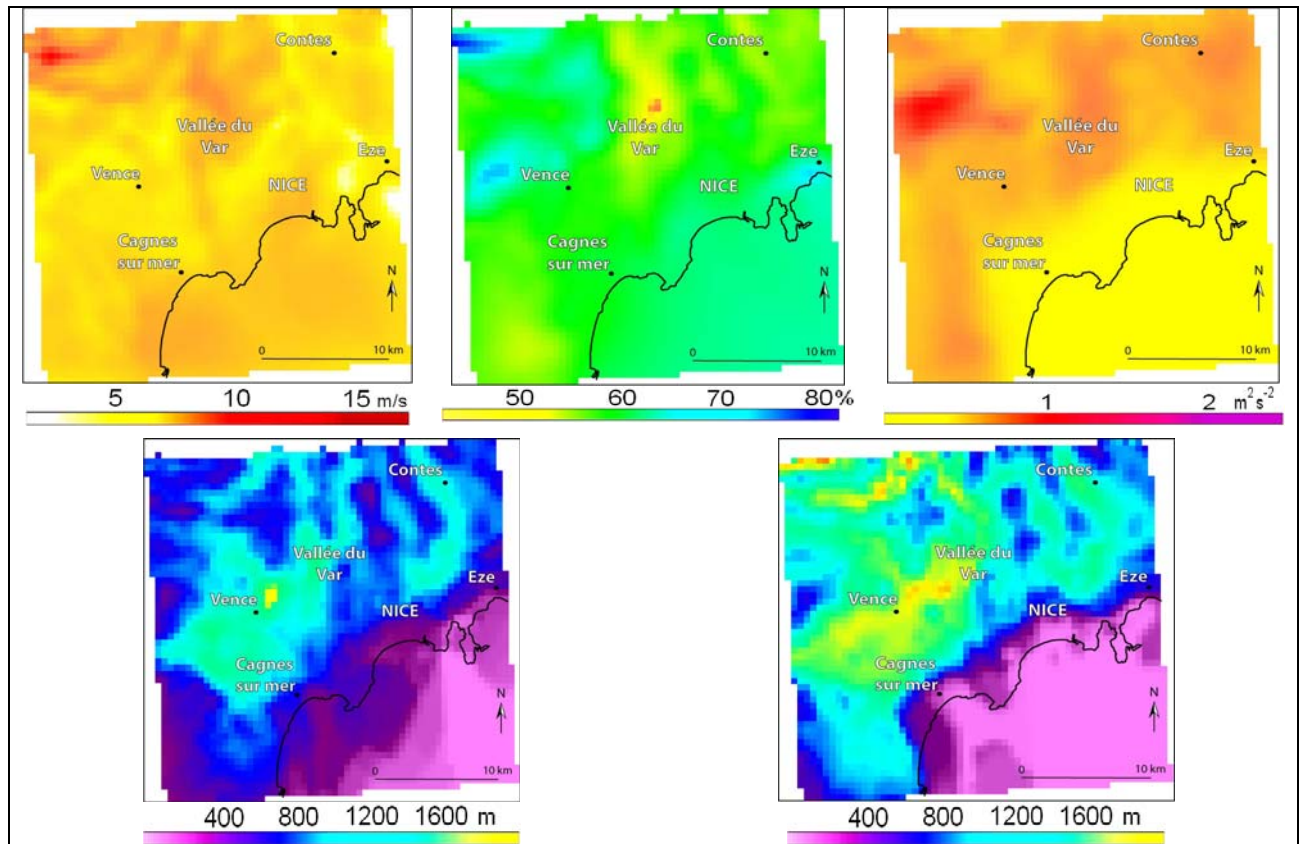 Contes
Vallée du
Var
Eze
Vence
NICE
Cagnes
sur mer
N
0 10 km
5 10 15 m/s
Contes
Vallée du
Var
Eze
Vence
NICE
Cagnes
sur mer
N
0 10 km
50 60 70 80%
Contes
Vallée du
Var
Eze
Vence
NICE
Cagnes
sur mer
N
0 10 km
1 2 m² s⁻²
Contes
Vallée du
Var
Eze
Vence
NICE
Cagnes
sur mer
N
0 10 km
400 800 1200 1600 m
Contes
Vallée du
Var
Eze
Vence
NICE
Cagnes
sur mer
N
0 10 km
400 800 1200 1600 m